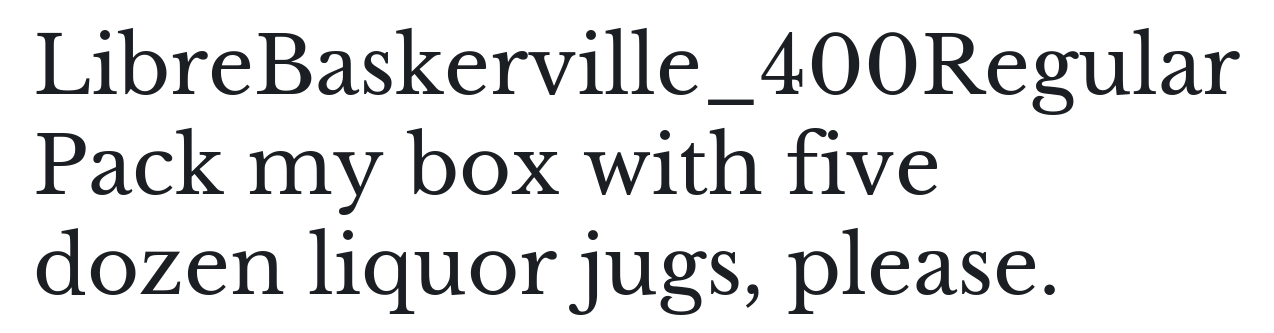 LibreBaskerville_400Regular
Pack my box with five
dozen liquor jugs, please.